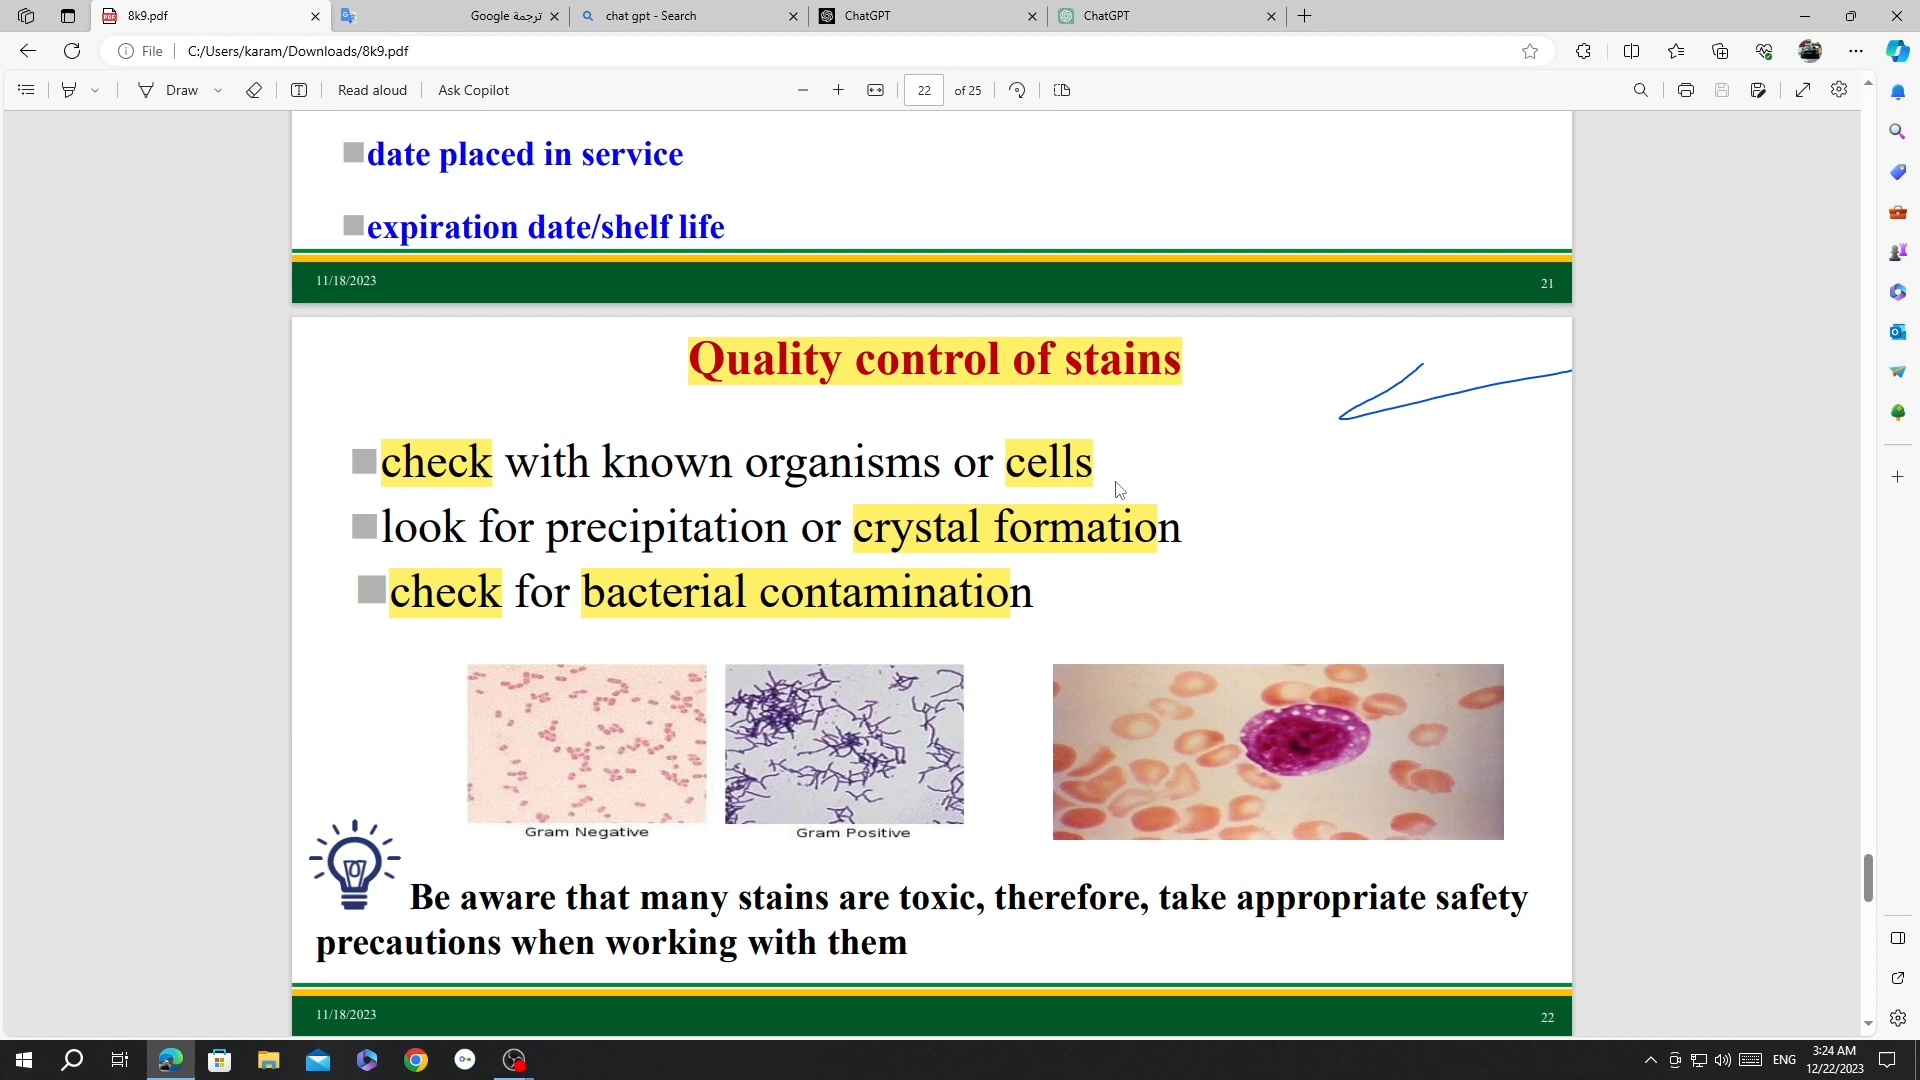 8k9.pdf
Google ترجمة
chat gpt - Search
ChatGPT
ChatGPT
File
C:/Users/karam/Downloads/8k9.pdf
Draw
Read aloud
Ask Copilot
22
of 25
date placed in service
expiration date/shelf life
11/18/2023
21
Quality control of stains
check with known organisms or cells
look for precipitation or crystal formation
check for bacterial contamination
Gram Negative
Gram Positive
Be aware that many stains are toxic, therefore, take appropriate safety
precautions when working with them
11/18/2023
22
ENG
3:24 AM
12/22/2023